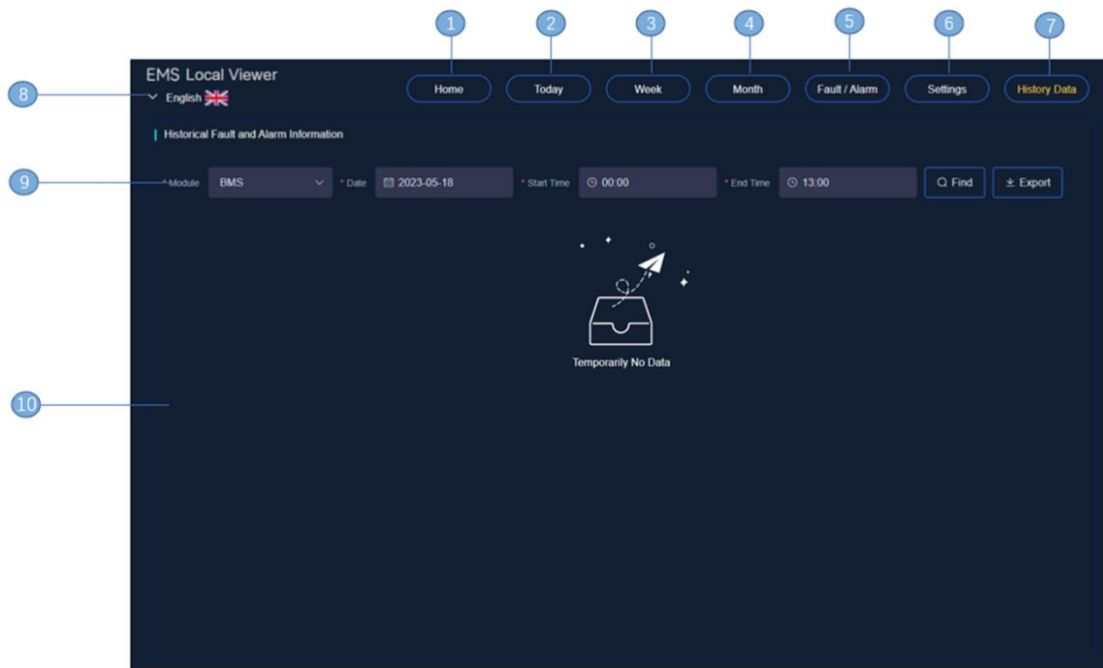 1 2 3 4 5 6 7
EMS Local Viewer
8 English Home Today Week Month Fault / Alarm Settings History Data
Historical Fault and Alarm Information
9 * Module BMS * Date 2023-05-18 * Start Time 00:00 * End Time 13:00 Find Export
Temporarily No Data
10